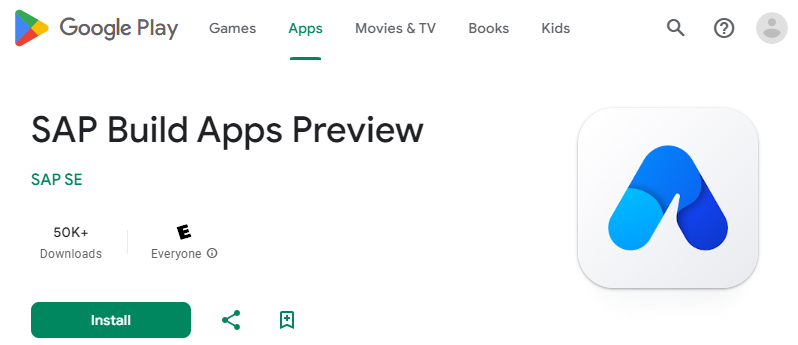 Google Play Games Apps Movies & TV Books Kids
SAP Build Apps Preview
SAP SE
50K+
Downloads
E
Everyone
Install